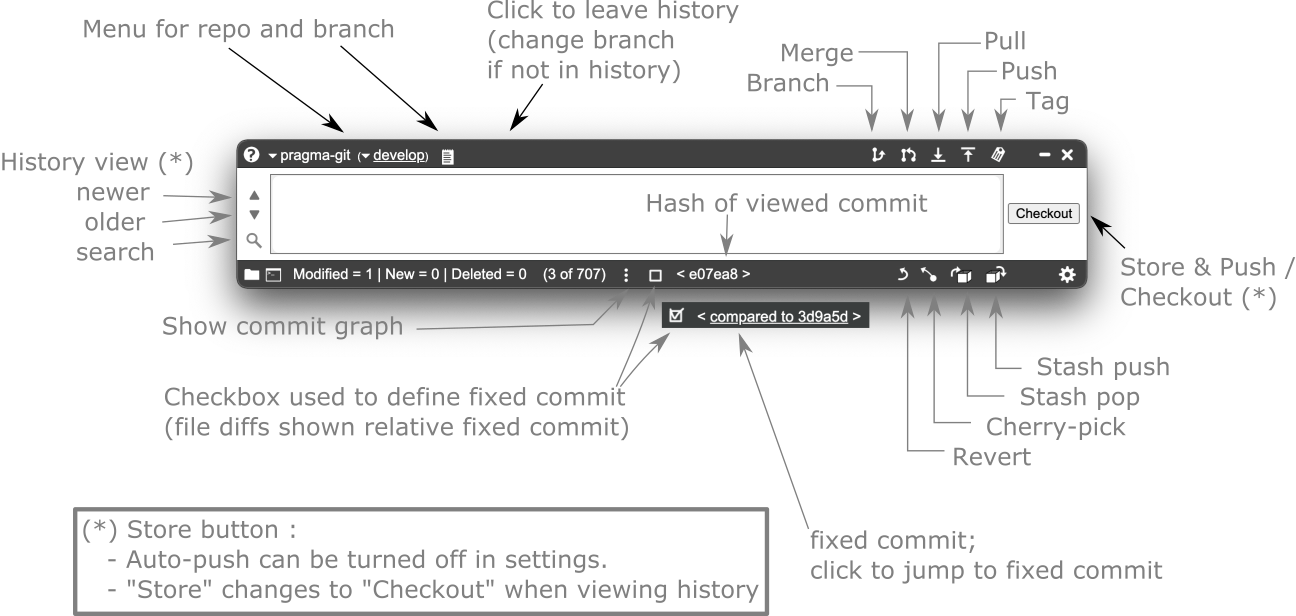 Click to leave history
(change branch
if not in history)
Menu for repo and branch
Merge
Branch
Pull
Push
Tag
? pragma-git ( develop)
History view (*)
newer
older
search
Hash of viewed commit
Checkout
Modified = 1 | New = 0 | Deleted = 0 (3 of 707) < e07ea8 >
Store & Push /
Checkout (*)
< compared to 3d9a5d >
Show commit graph
Checkbox used to define fixed commit
(file diffs shown relative fixed commit)
Stash push
Stash pop
Cherry-pick
Revert
(*) Store button :
- Auto-push can be turned off in settings.
- "Store" changes to "Checkout" when viewing history
fixed commit;
click to jump to fixed commit